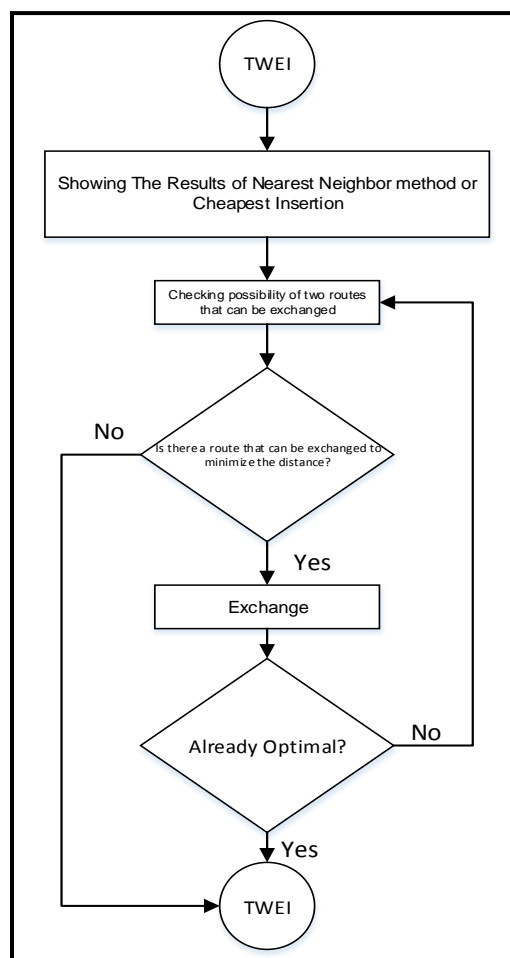 TWEI
Showing The Results of Nearest Neighbor method or
Cheapest Insertion
Checking possibility of two routes
that can be exchanged
Is there a route that can be exchanged to
minimize the distance?
No
Yes
Exchange
Already Optimal?
No
Yes
TWEI